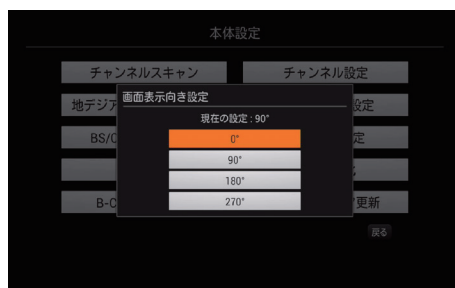 本体設定
チャンネルスキャン
チャンネル設定
地デジア
設定
画面表示向き設定
現在の設定 : 90°
BS/C
0°
定
90°
180°
B-C
270°
更新
戻る